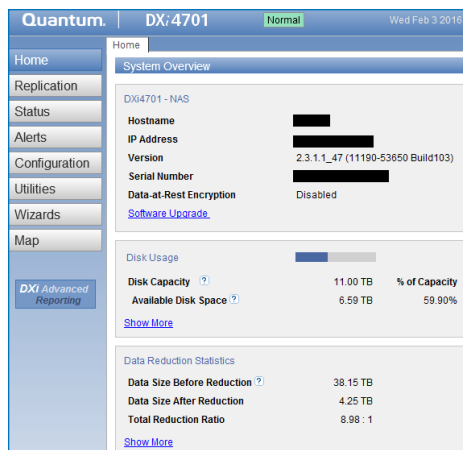 Quantum. DXi4701 Normal Wed Feb 3 2016
Home
Home
System Overview
Replication
Status
Alerts
Configuration
Utilities
Wizards
Map
DXi Advanced
Reporting
DXi4701 - NAS
Hostname
IP Address
Version 2.3.1.1_47 (11190-53650 Build103)
Serial Number
Data-at-Rest Encryption Disabled
Software Upgrade
Disk Usage
Disk Capacity ? 11.00 TB % of Capacity
Available Disk Space ? 6.59 TB 59.90%
Show More
Data Reduction Statistics
Data Size Before Reduction ? 38.15 TB
Data Size After Reduction 4.25 TB
Total Reduction Ratio 8.98 : 1
Show More